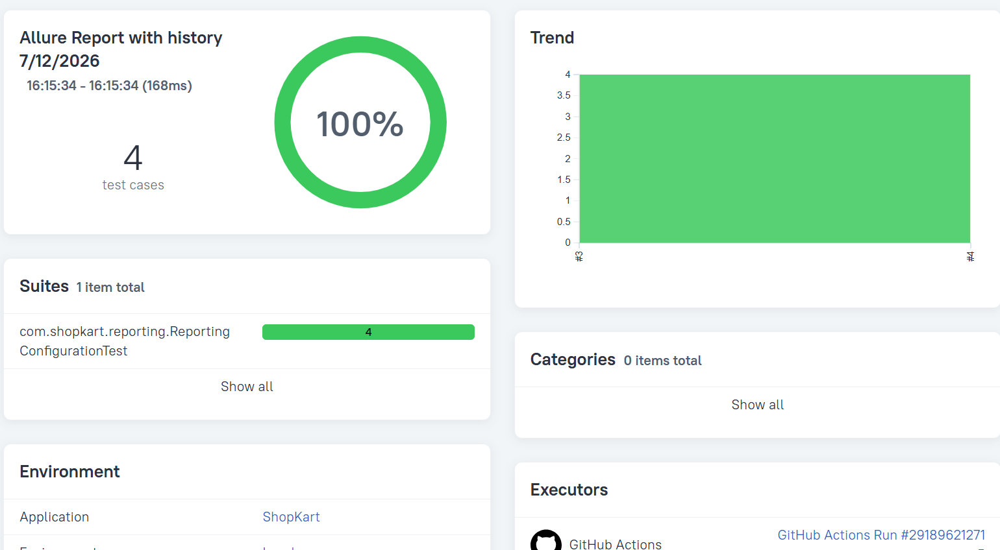 Allure Report with history
7/12/2026
16:15:34 - 16:15:34 (168ms)
4
test cases
100%
Suites 1 item total
com.shopkart.reporting.Reporting
ConfigurationTest
4
Show all
Environment
Application
ShopKart
Trend
4
3.5
3
2.5
2
1.5
1
0.5
0
#3
#4
Categories 0 items total
Show all
Executors
GitHub Actions
GitHub Actions Run #29189621271